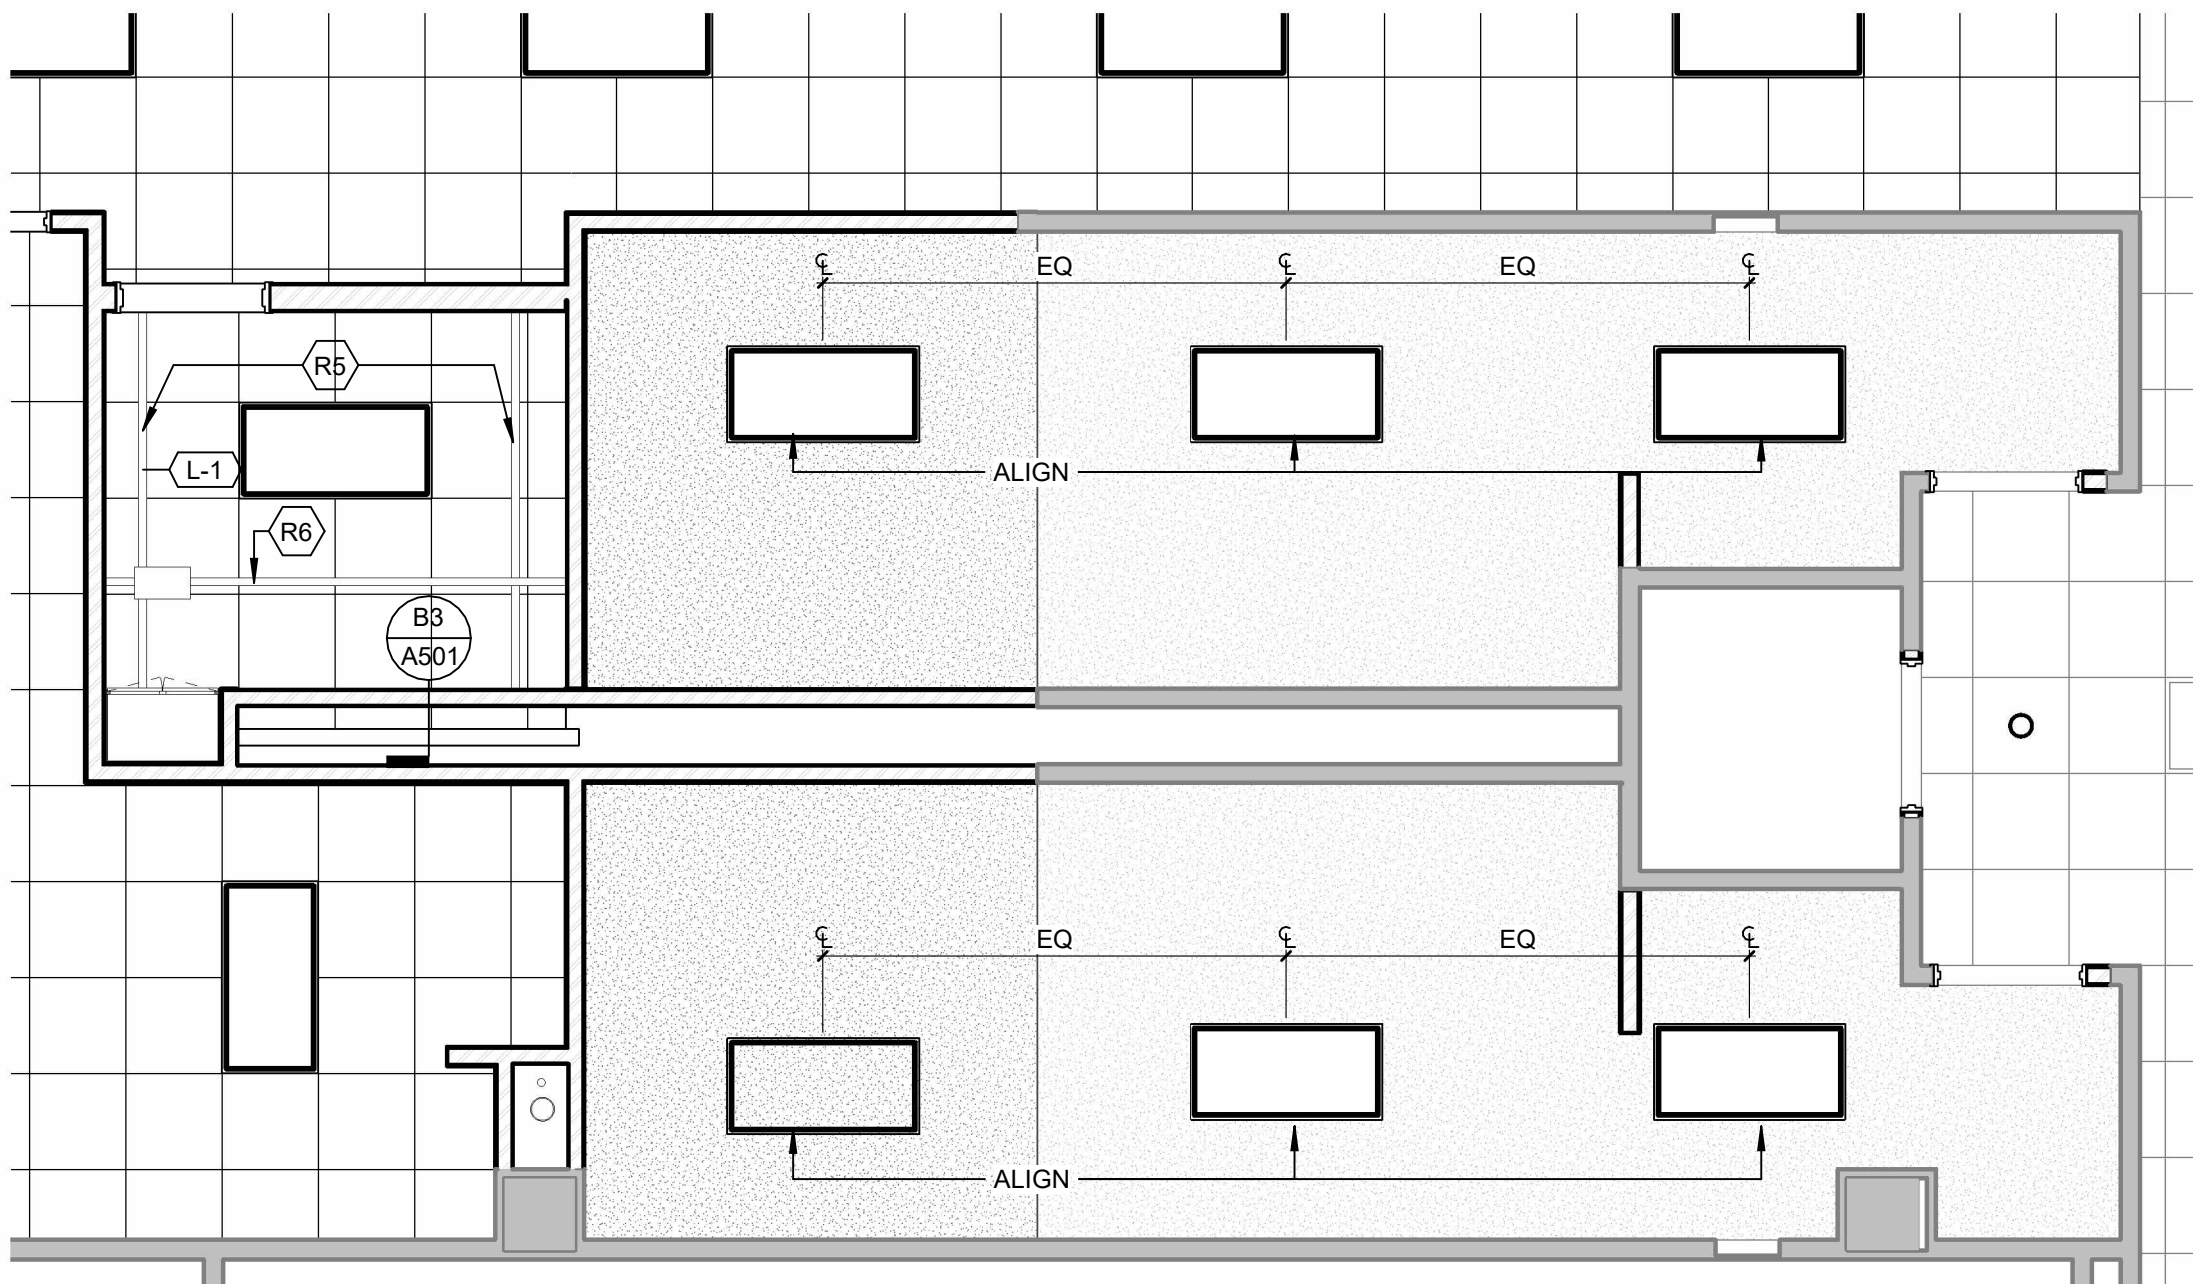 ℄ EQ ℄ EQ ℄
R5
L-1
ALIGN
R6
B3
A501
℄ EQ ℄ EQ ℄
ALIGN